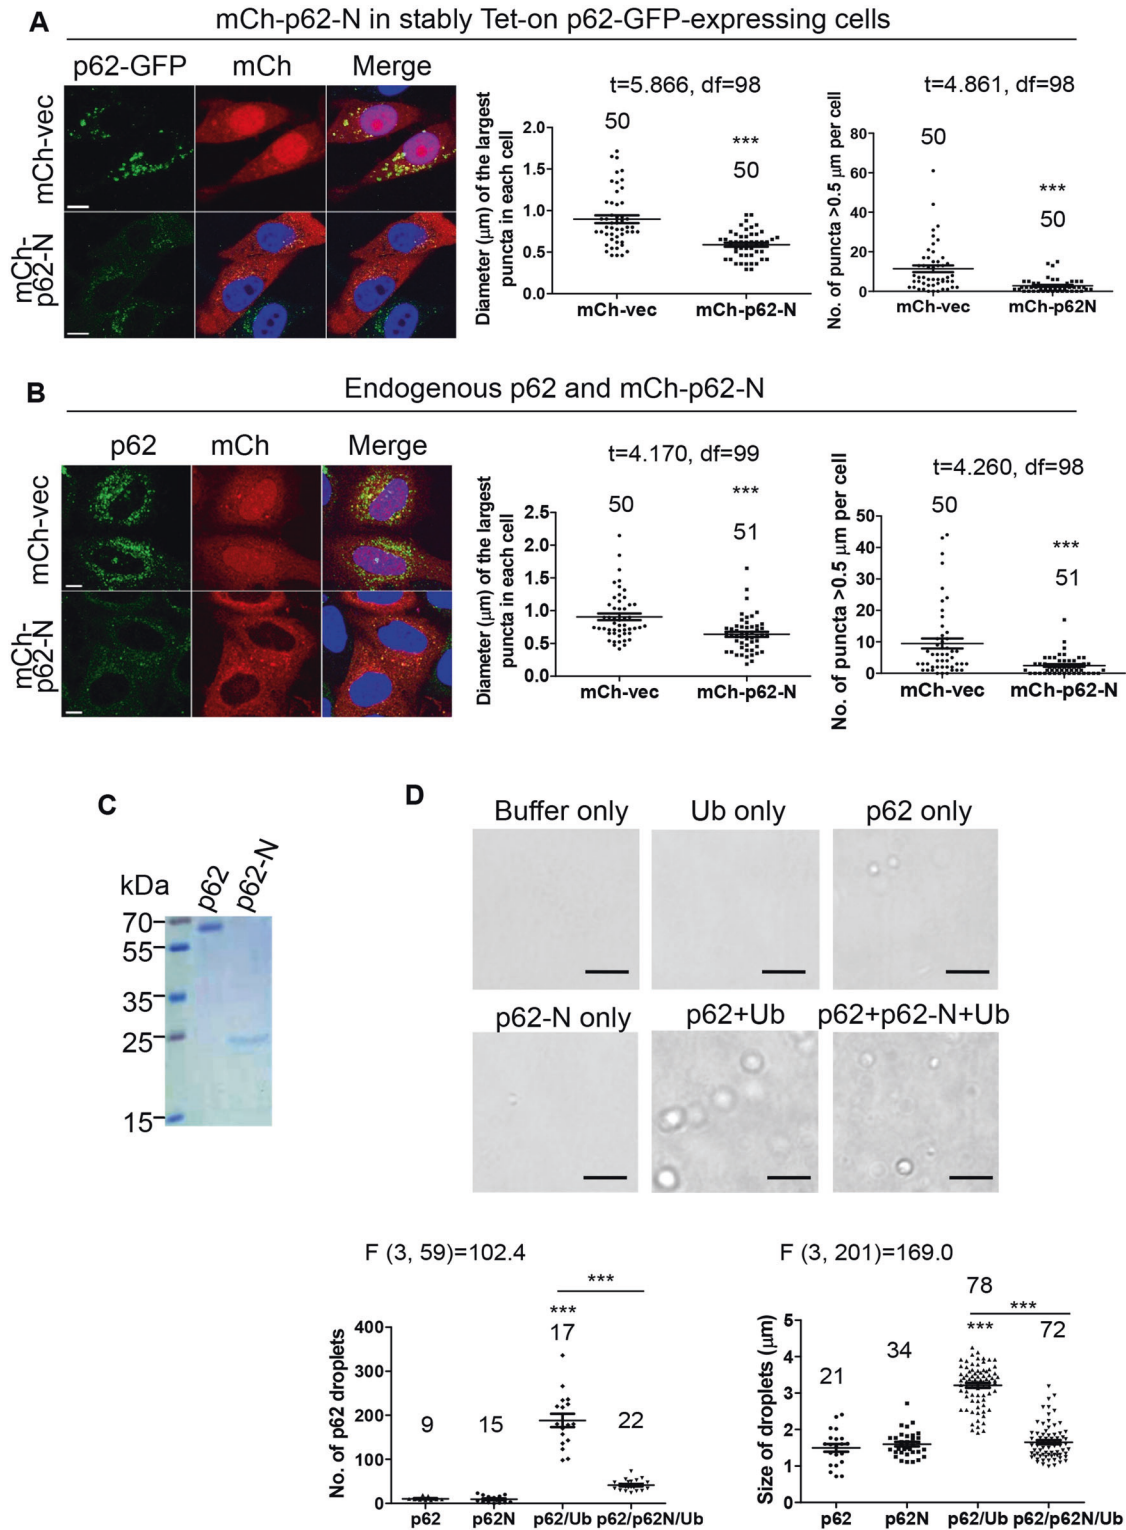 A
mCh-p62-N in stably Tet-on p62-GFP-expressing cells
p62-GFP mCh Merge
mCh-vec
mCh-
p62-N
t=5.866, df=98
Diameter (µm) of the largest
puncta in each cell
2.0
1.5
1.0
0.5
0.0
50
***
50
mCh-vec mCh-p62-N
t=4.861, df=98
No. of puncta >0.5 µm per cell
80
60
40
20
0
50
***
50
mCh-vec mCh-p62N
B
Endogenous p62 and mCh-p62-N
p62 mCh Merge
mCh-vec
mCh-
p62-N
t=4.170, df=99
Diameter (µm) of the largest
puncta in each cell
2.5
2.0
1.5
1.0
0.5
0.0
50
***
51
mCh-vec mCh-p62-N
t=4.260, df=98
No. of puncta >0.5 µm per cell
50
40
30
20
10
0
50
***
51
mCh-vec mCh-p62-N
C
kDa p62 p62-N
70
55
35
25
15
D
Buffer only Ub only p62 only
p62-N only p62+Ub p62+p62-N+Ub
F (3, 59)=102.4
No. of p62 droplets
400
300
200
100
0
9
15
***
17
***
22
p62 p62N p62/Ub p62/p62N/Ub
F (3, 201)=169.0
Size of droplets (µm)
5
4
3
2
1
0
21
34
78
***
***
72
p62 p62N p62/Ub p62/p62N/Ub